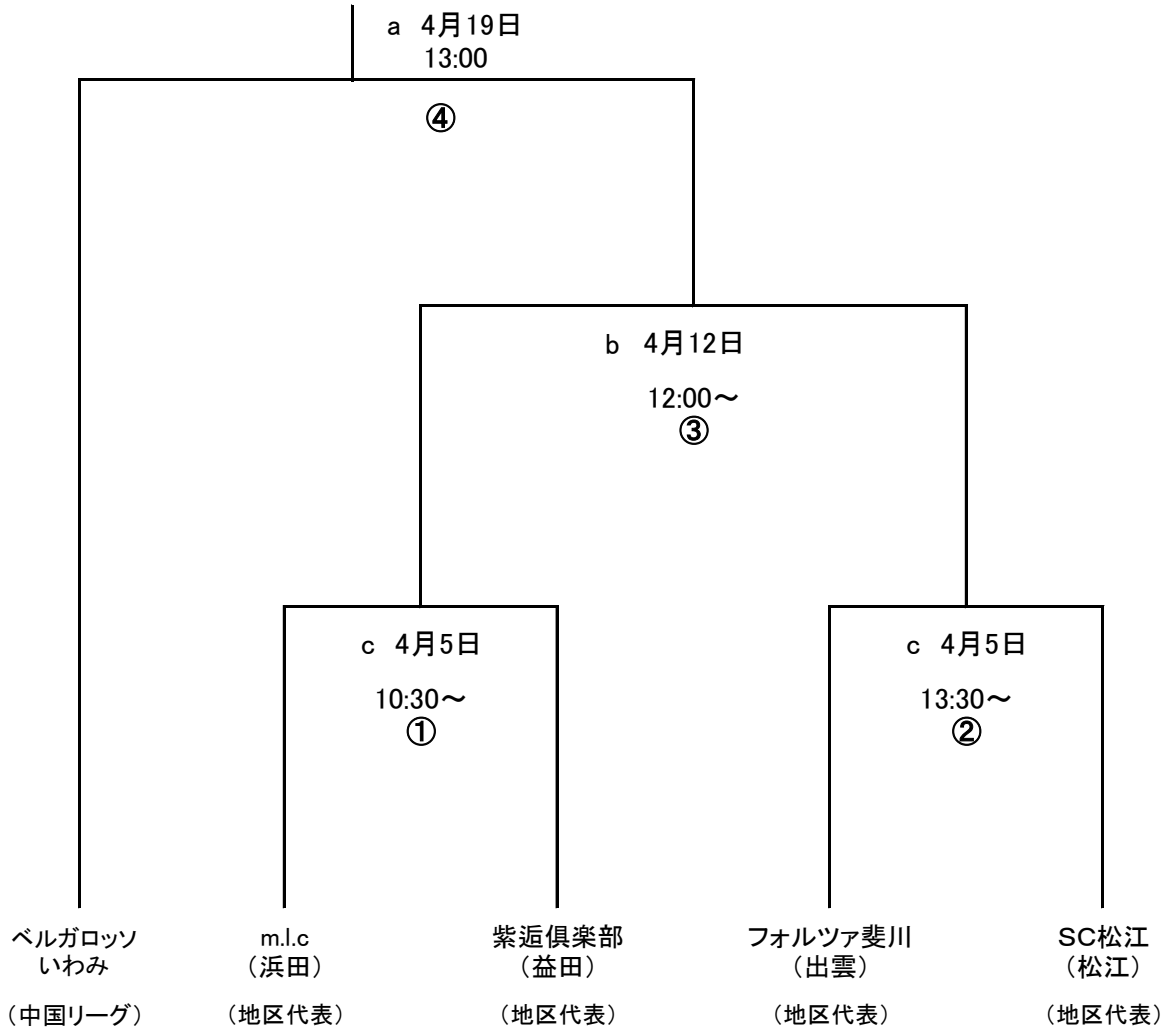 a 4月19日
13:00
④
b 4月12日
12:00～
③
c 4月5日
10:30～
①
c 4月5日
13:30～
②
ベルガロッソ
いわみ
（中国リーグ）
m.l.c
（浜田）
（地区代表）
紫逅倶楽部
（益田）
（地区代表）
フォルツァ斐川
（出雲）
（地区代表）
SC松江
（松江）
（地区代表）